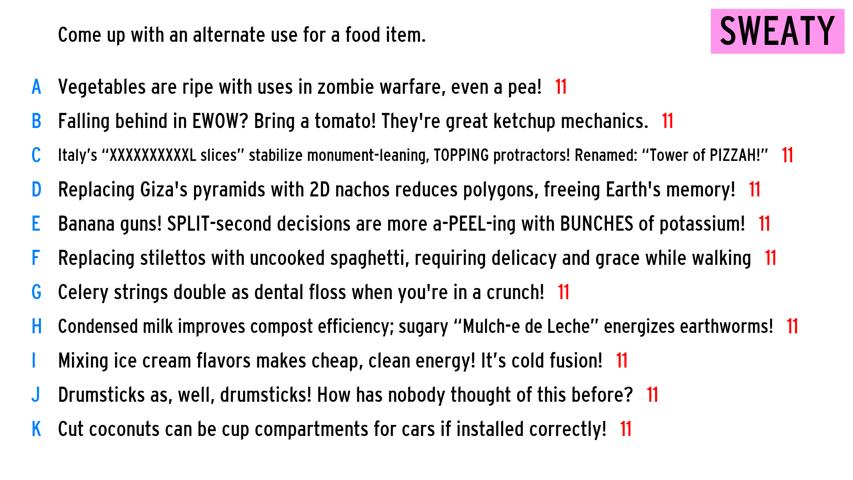 Come up with an alternate use for a food item.
SWEATY
A Vegetables are ripe with uses in zombie warfare, even a pea! 11
B Falling behind in EWOW? Bring a tomato! They're great ketchup mechanics. 11
C Italy's “XXXXXXXXXXL slices” stabilize monument-leaning, TOPPING protractors! Renamed: “Tower of PIZZAH!” 11
D Replacing Giza's pyramids with 2D nachos reduces polygons, freeing Earth's memory! 11
E Banana guns! SPLIT-second decisions are more a-PEEL-ing with BUNCHES of potassium! 11
F Replacing stilettos with uncooked spaghetti, requiring delicacy and grace while walking 11
G Celery strings double as dental floss when you're in a crunch! 11
H Condensed milk improves compost efficiency; sugary “Mulch-e de Leche” energizes earthworms! 11
I Mixing ice cream flavors makes cheap, clean energy! It's cold fusion! 11
J Drumsticks as, well, drumsticks! How has nobody thought of this before? 11
K Cut coconuts can be cup compartments for cars if installed correctly! 11